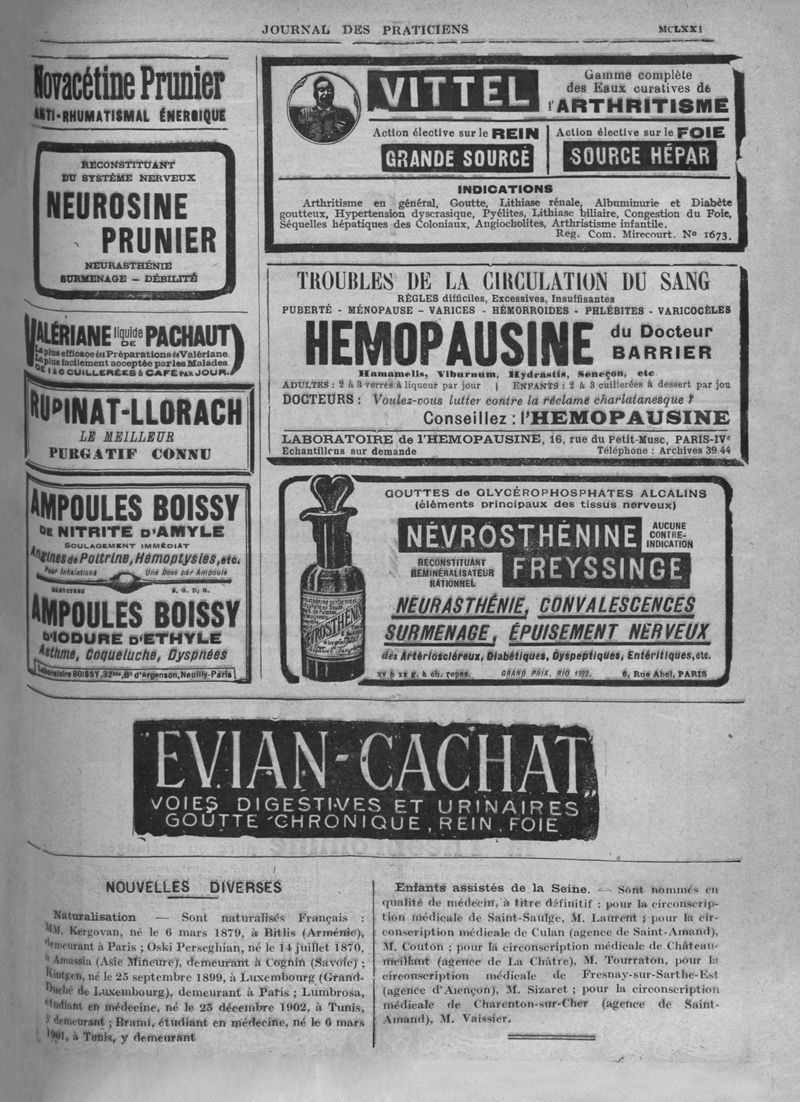 JOURNAL DES PRATICIENS
MCLXXI
Novacétine Prunier
ANTI-RHUMATISMAL ÉNERGIQUE
RECONSTITUANT
DU SYSTÈME NERVEUX
NEUROSINE
PRUNIER
NEURASTHÉNIE
SURMENAGE — DÉBILITÉ
VALÉRIANE liquide DE PACHAUT
La plus efficace des Préparations de Valériane.
La plus facilement acceptée par les Malades.
DE 1 à 6 CUILLERÉES à CAFÉ PAR JOUR.
RUBINAT-LLORACH
LE MEILLEUR
PURGATIF CONNU
AMPOULES BOISSY
DE NITRITE D'AMYLE
SOULAGEMENT IMMÉDIAT
Angines de Poitrine, Hémoptysies, etc.
Pour Inhalations Une Dose par Ampoule
S. G. D. G.
AMPOULES BOISSY
D'IODURE D'ETHYLE
Asthme, Coqueluche, Dyspnées
Laboratoire BOISSY, 32bis, Bd d'Argenson, Neuilly-Paris
VITTEL
Gamme complète
des Eaux curatives de
l'ARTHRITISME
Action élective sur le REIN
GRANDE SOURCE
Action élective sur le FOIE
SOURCE HÉPAR
INDICATIONS
Arthritisme en général, Goutte, Lithiase rénale, Albuminurie et Diabète
goutteux, Hypertension dyscrasique, Pyélites, Lithiase biliaire, Congestion du Foie,
Séquelles hépatiques des Coloniaux, Angiocholites, Arthristisme infantile.
Reg. Com. Mirecourt. No 1673.
TROUBLES DE LA CIRCULATION DU SANG
RÈGLES difficiles, Excessives, Insuffisantes
PUBERTÉ - MÉNOPAUSE - VARICES - HÉMORROIDES - PHLÉBITES - VARICOCÈLES
HEMOPAUSINE du Docteur
BARRIER
Hamamelis, Viburnum, Hydrastis, Seneçon, etc
ADULTES : 2 à 3 verres à liqueur par jour | ENFANTS : 2 à 3 cuillerées à dessert par jou
DOCTEURS : Voulez-vous lutter contre la réclame charlatanesque ?
Conseillez : l'HEMOPAUSINE
LABORATOIRE de l'HEMOPAUSINE, 16, rue du Petit-Musc, PARIS-IVe
Echantillons sur demande Téléphone : Archives 39.44
GOUTTES de GLYCÉROPHOSPHATES ALCALINS
(éléments principaux des tissus nerveux)
NÉVROSTHÉNINE
AUCUNE
CONTRE-
INDICATION
RECONSTITUANT
REMINÉRALISATEUR
RATIONNEL
FREYSSINGE
NEURASTHÉNIE, CONVALESCENCES
SURMENAGE, ÉPUISEMENT NERVEUX
des Artérioscléreux, Diabétiques, Dyspeptiques, Entéritiques, etc.
XV à XX g. à ch. repas. GRAND PRIX, RIO 1922. 6, Rue Abel, PARIS
"EVIAN-CACHAT"
VOIES DIGESTIVES ET URINAIRES
GOUTTE CHRONIQUE, REIN. FOIE
NOUVELLES DIVERSES
Naturalisation — Sont naturalisés Français :
MM. Kergovan, né le 6 mars 1879, à Bitlis (Arménie),
demeurant à Paris ; Oski Perseghian, né le 14 juillet 1870,
à Amassia (Asie Mineure), demeurant à Cognin (Savoie) ;
Kintgen, né le 25 septembre 1899, à Luxembourg (Grand-
Duché de Luxembourg), demeurant à Paris ; Lumbrosa,
étudiant en médecine, né le 25 décembre 1902, à Tunis,
y demeurant ; Brami, étudiant en médecine, né le 6 mars
1901, à Tunis, y demeurant
Enfants assistés de la Seine. — Sont nommés en
qualité de médecin, à titre définitif : pour la circonscrip-
tion médicale de Saint-Saulge, M. Laurent ; pour la cir-
conscription médicale de Culan (agence de Saint-Amand),
M. Couton ; pour la circonscription médicale de Château-
meillant (agence de La Châtre), M. Tourraton, pour la
circonscription médicale de Fresnay-sur-Sarthe-Est
(agence d'Alençon), M. Sizaret ; pour la circonscription
médicale de Charenton-sur-Cher (agence de Saint-
Amand), M. Vaissier.